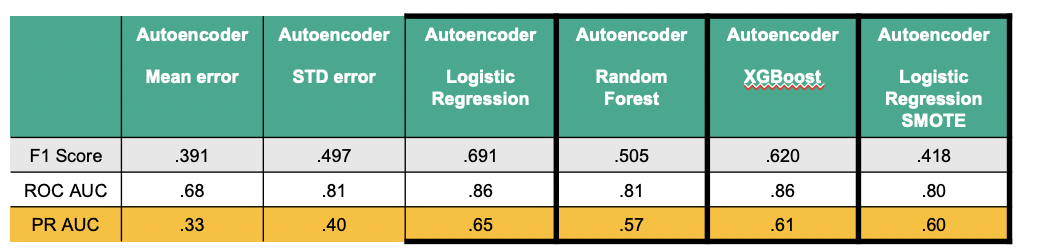 Autoencoder Autoencoder Autoencoder Autoencoder Autoencoder Autoencoder
Mean error STD error Logistic Regression Random Forest XGBoost Logistic Regression SMOTE
F1 Score .391 .497 .691 .505 .620 .418
ROC AUC .68 .81 .86 .81 .86 .80
PR AUC .33 .40 .65 .57 .61 .60